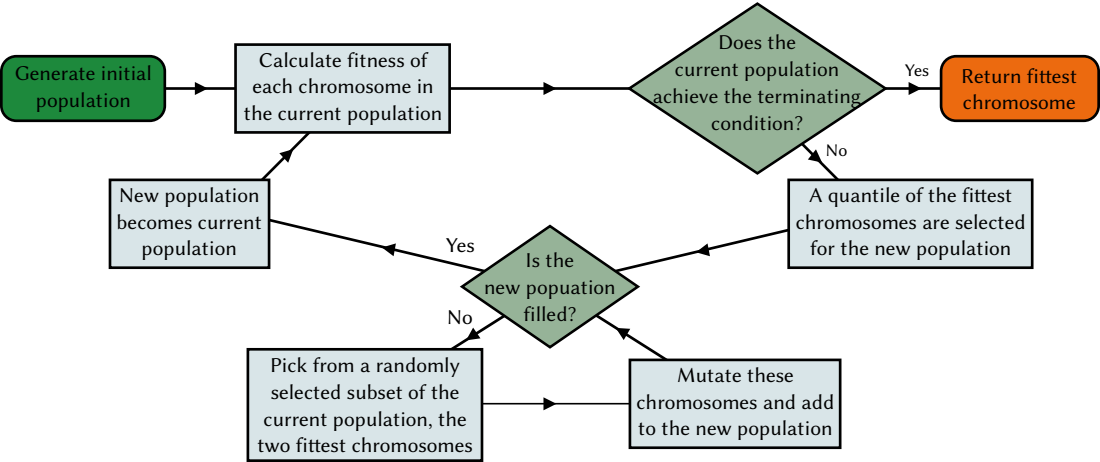 Generate initial
population
Calculate fitness of
each chromosome in
the current population
Does the
current population
achieve the terminating
condition?
Yes
Return fittest
chromosome
No
New population
becomes current
population
A quantile of the fittest
chromosomes are selected
for the new population
Yes
Is the
new popuation
filled?
No
Pick from a randomly
selected subset of the
current population, the
two fittest chromosomes
Mutate these
chromosomes and add
to the new population